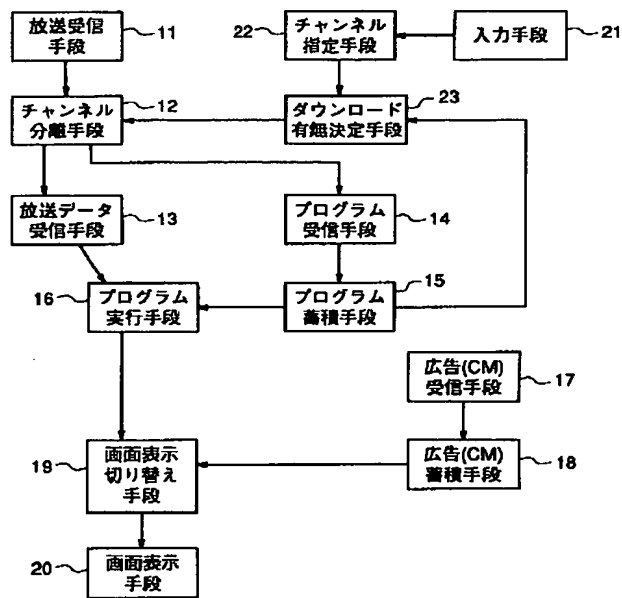 放送受信
手段
11
22
チャンネル
指定手段
入力手段
21
チャンネル
分離手段
12
ダウンロード
有無決定手段
23
放送データ
受信手段
13
プログラム
受信手段
14
16
プログラム
実行手段
プログラム
蓄積手段
15
広告(CM)
受信手段
17
19
画面表示
切り替え
手段
広告(CM)
蓄積手段
18
20
画面表示
手段